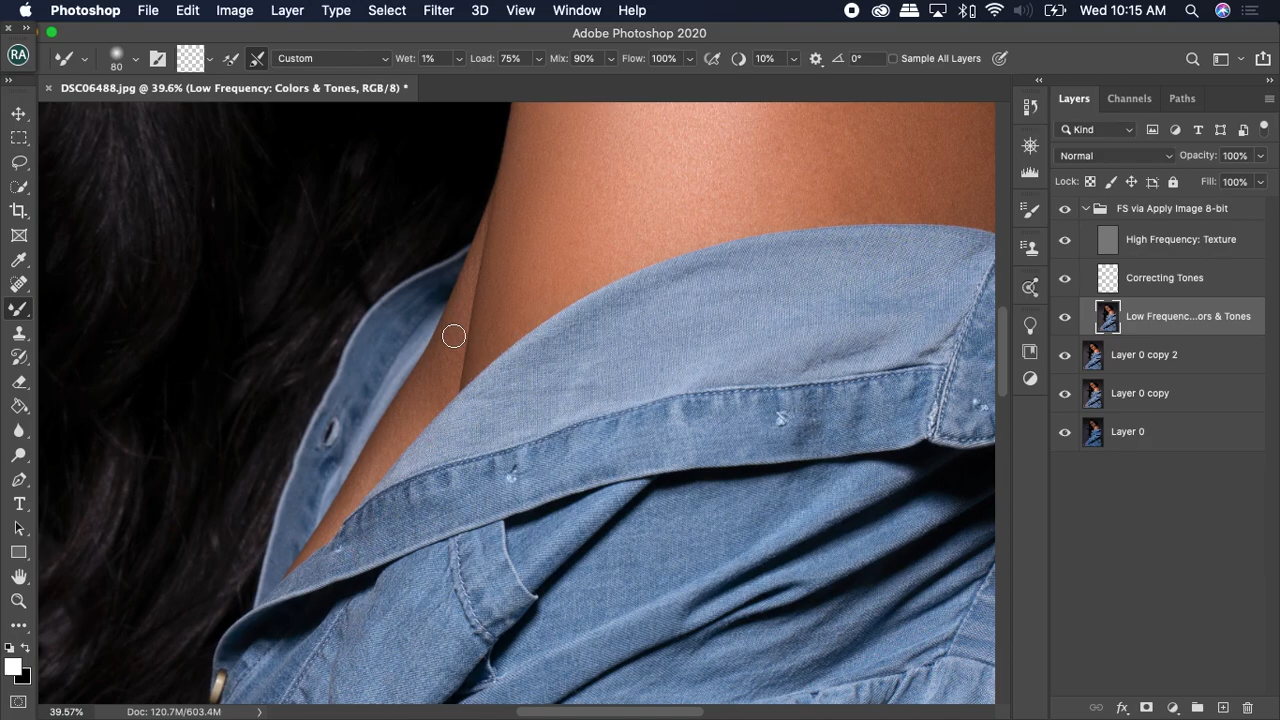 Photoshop File Edit Image Layer Type Select Filter 3D View Window Help Wed 10:15 AM
Adobe Photoshop 2020
RA 80 Custom Wet: 1% Load: 75% Mix: 90% Flow: 100% 10% 0° Sample All Layers
DSC06488.jpg @ 39.6% (Low Frequency: Colors & Tones, RGB/8) *
Layers Channels Paths
Kind
Normal Opacity: 100%
Lock: Fill: 100%
FS via Apply Image 8-bit
High Frequency: Texture
Correcting Tones
Low Frequenc...ors & Tones
Layer 0 copy 2
Layer 0 copy
Layer 0
39.57% Doc: 120.7M/603.4M